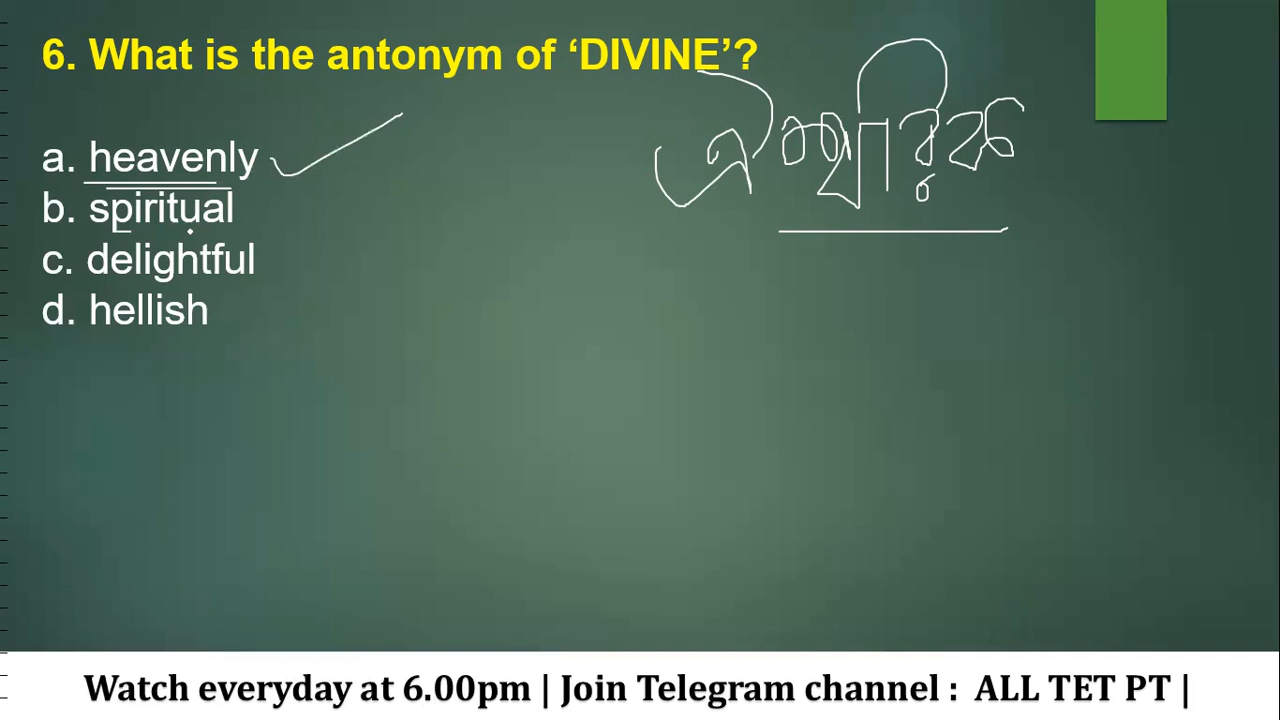 6. What is the antonym of ‘DIVINE’?
a. heavenly
b. spiritual
c. delightful
d. hellish
Watch everyday at 6.00pm | Join Telegram channel : ALL TET PT |